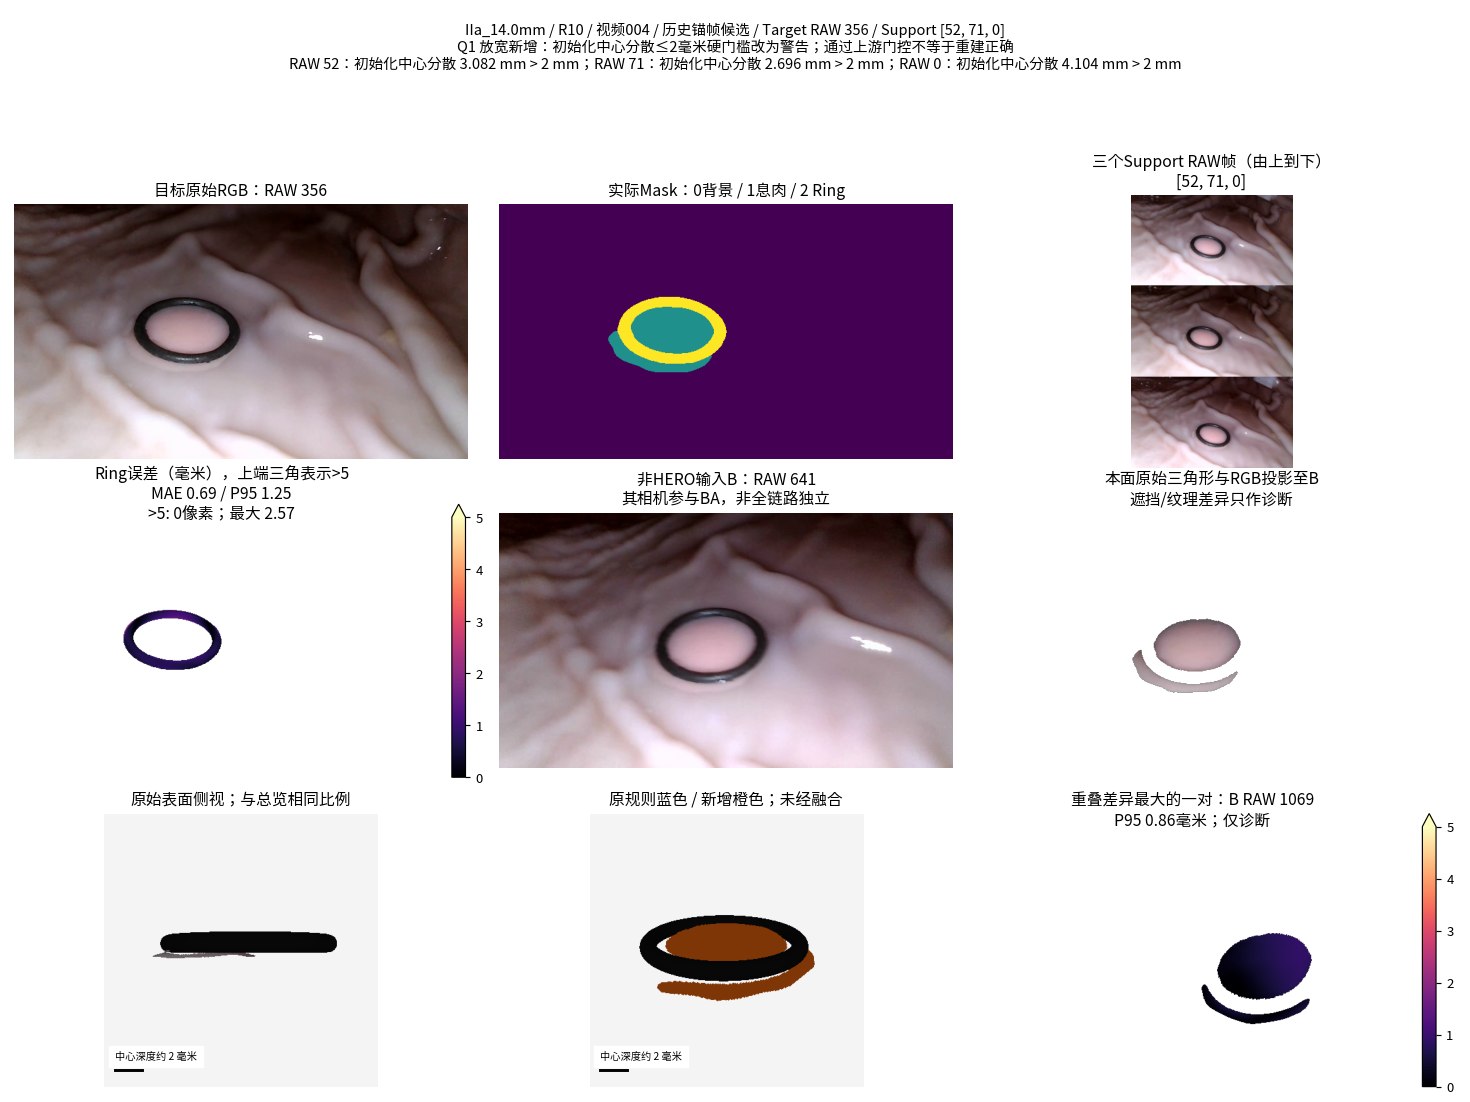 IIa_14.0mm / R10 / 视频004 / 历史锚帧候选 / Target RAW 356 / Support [52, 71, 0]
Q1 放宽新增：初始化中心分散≤2毫米硬门槛改为警告；通过上游门控不等于重建正确
RAW 52：初始化中心分散 3.082 mm > 2 mm；RAW 71：初始化中心分散 2.696 mm > 2 mm；RAW 0：初始化中心分散 4.104 mm > 2 mm
目标原始RGB：RAW 356
实际Mask：0背景 / 1息肉 / 2 Ring
三个Support RAW帧（由上到下）
[52, 71, 0]
Ring误差（毫米），上端三角表示>5
MAE 0.69 / P95 1.25
>5: 0像素；最大 2.57
5
4
3
2
1
0
非HERO输入B：RAW 641
其相机参与BA，非全链路独立
本面原始三角形与RGB投影至B
遮挡/纹理差异只作诊断
原始表面侧视；与总览相同比例
中心深度约 2 毫米
原规则蓝色 / 新增橙色；未经融合
中心深度约 2 毫米
重叠差异最大的一对：B RAW 1069
P95 0.86毫米；仅诊断
5
4
3
2
1
0